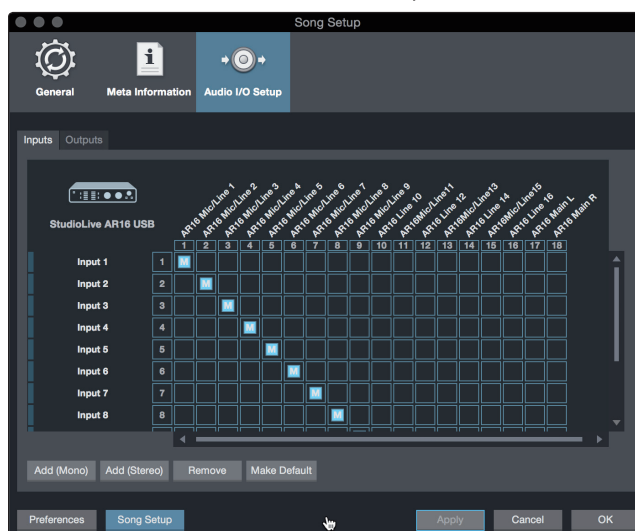 Song Setup
General Meta Information Audio I/O Setup
Inputs Outputs
StudioLive AR16 USB
AR16 Mic/Line 1
AR16 Mic/Line 2
AR16 Mic/Line 3
AR16 Mic/Line 4
AR16 Mic/Line 5
AR16 Mic/Line 6
AR16 Mic/Line 7
AR16 Mic/Line 8
AR16 Mic/Line 9
AR16 Line 10
AR16Mic/Line11
AR16 Line 12
AR16Mic/Line13
AR16 Line 14
AR16Mic/Line15
AR16 Line 16
AR16 Main L
AR16 Main R
1 2 3 4 5 6 7 8 9 10 11 12 13 14 15 16 17 18
Input 1 1 M
Input 2 2 M
Input 3 3 M
Input 4 4 M
Input 5 5 M
Input 6 6 M
Input 7 7 M
Input 8 8 M
Add (Mono) Add (Stereo) Remove Make Default
Preferences Song Setup Apply Cancel OK